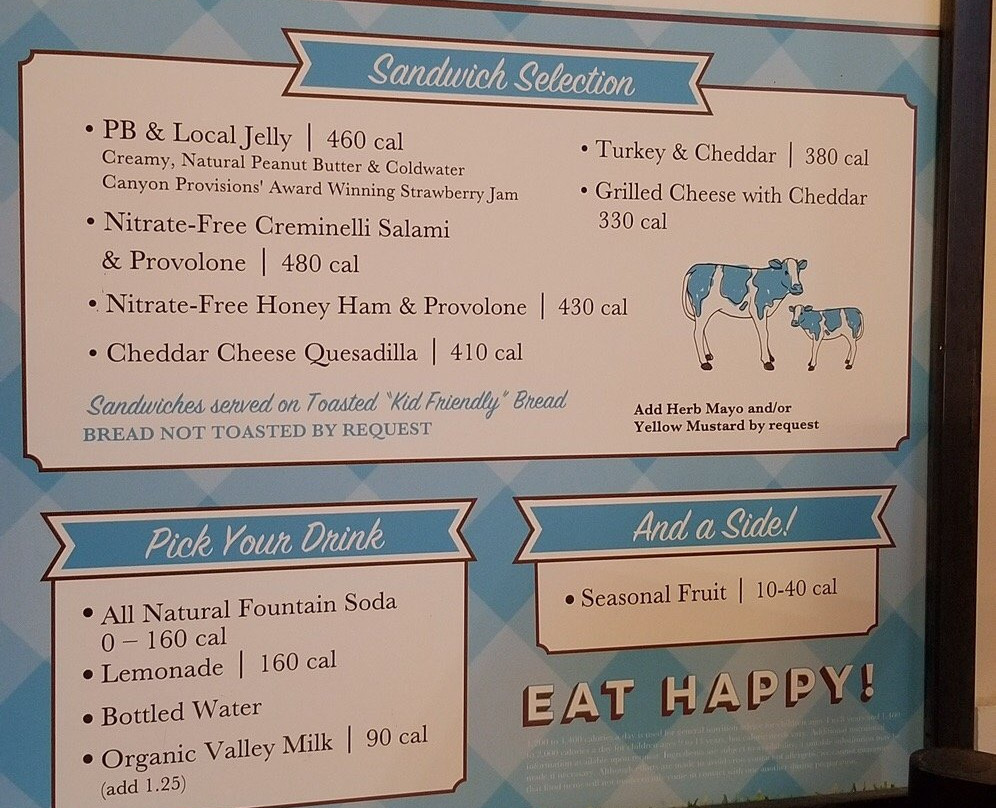 Sandwich Selection
• PB & Local Jelly | 460 cal
Creamy, Natural Peanut Butter & Coldwater
Canyon Provisions' Award Winning Strawberry Jam
• Nitrate-Free Creminelli Salami
& Provolone | 480 cal
• Nitrate-Free Honey Ham & Provolone | 430 cal
• Cheddar Cheese Quesadilla | 410 cal
Sandwiches served on Toasted "Kid Friendly" Bread
BREAD NOT TOASTED BY REQUEST
• Turkey & Cheddar | 380 cal
• Grilled Cheese with Cheddar
330 cal
Add Herb Mayo and/or
Yellow Mustard by request
Pick Your Drink
• All Natural Fountain Soda
0 – 160 cal
• Lemonade | 160 cal
• Bottled Water
• Organic Valley Milk | 90 cal
(add 1.25)
And a Side!
• Seasonal Fruit | 10-40 cal
EAT HAPPY!